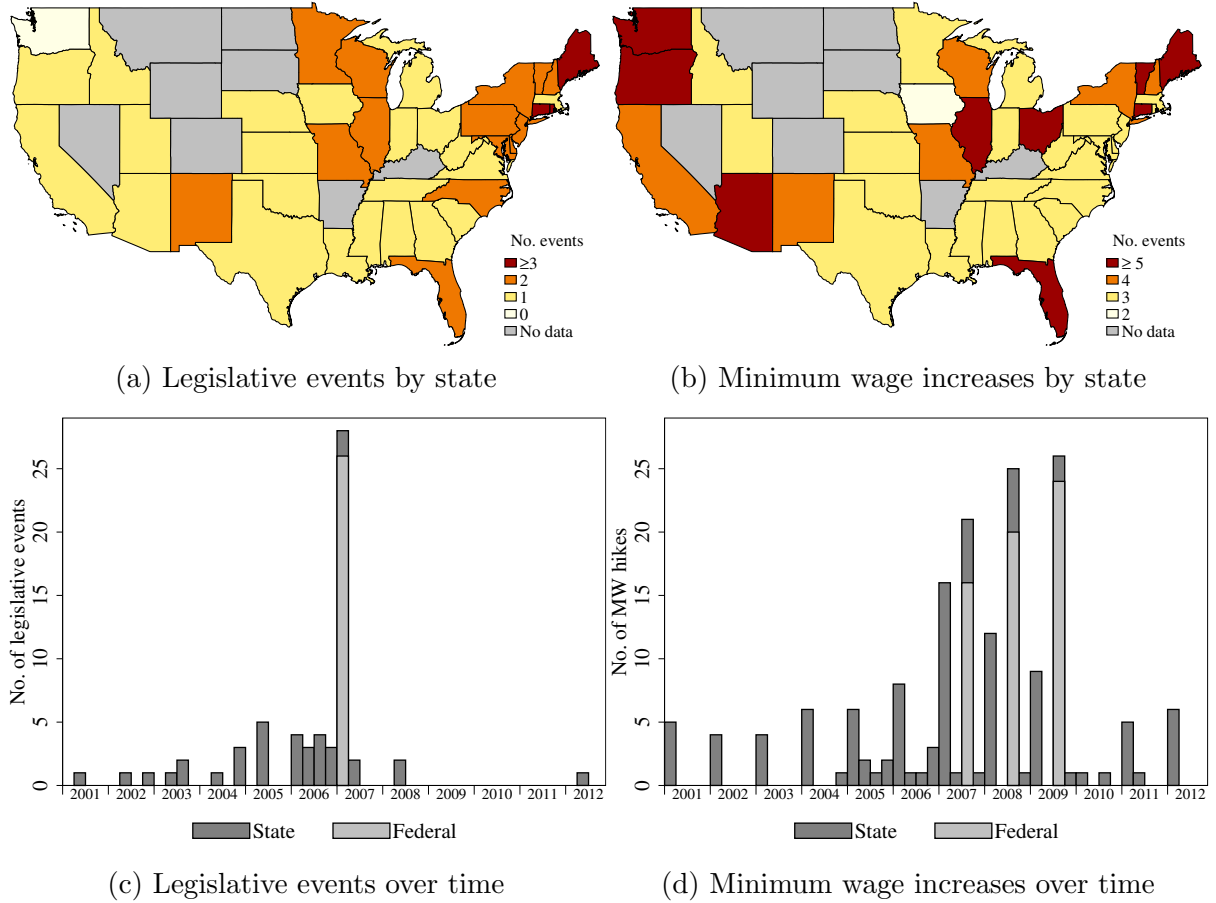 No. events
≥3
2
1
0
No data
(a) Legislative events by state
No. events
≥ 5
4
3
2
No data
(b) Minimum wage increases by state
No. of legislative events
25
20
15
10
5
0
2001 2002 2003 2004 2005 2006 2007 2008 2009 2010 2011 2012
State Federal
(c) Legislative events over time
No. of MW hikes
25
20
15
10
5
0
2001 2002 2003 2004 2005 2006 2007 2008 2009 2010 2011 2012
State Federal
(d) Minimum wage increases over time